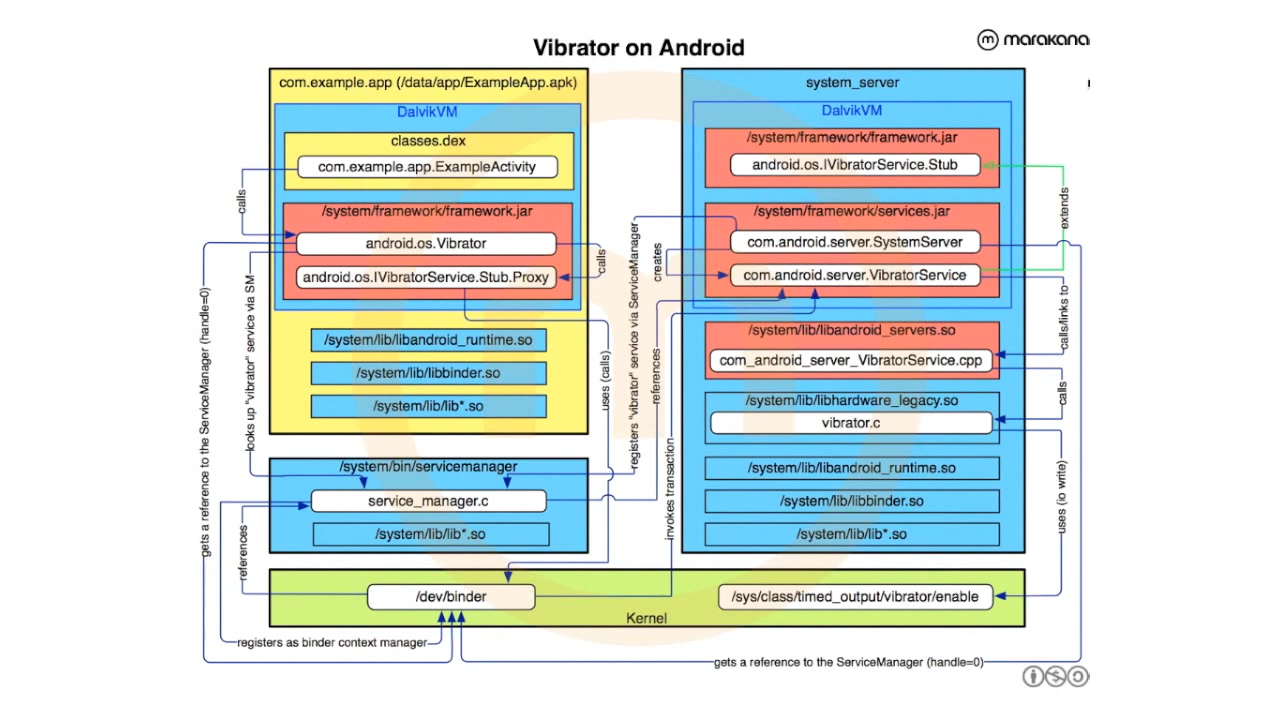 Vibrator on Android
marakana
com.example.app (/data/app/ExampleApp.apk)
DalvikVM
classes.dex
com.example.app.ExampleActivity
calls
/system/framework/framework.jar
android.os.Vibrator
android.os.IVibratorService.Stub.Proxy
calls
/system/lib/libandroid_runtime.so
/system/lib/libbinder.so
/system/lib/lib*.so
gets a reference to the ServiceManager (handle=0)
looks up "vibrator" service via SM
uses (calls)
registers "vibrator" service via ServiceManager
references
invokes transaction
creates
system_server
DalvikVM
/system/framework/framework.jar
android.os.IVibratorService.Stub
/system/framework/services.jar
com.android.server.SystemServer
com.android.server.VibratorService
extends
calls/links to
/system/lib/libandroid_servers.so
com_android_server_VibratorService.cpp
calls
/system/lib/libhardware_legacy.so
vibrator.c
/system/lib/libandroid_runtime.so
/system/lib/libbinder.so
/system/lib/lib*.so
uses (io write)
/system/bin/servicemanager
service_manager.c
/system/lib/lib*.so
references
/dev/binder
/sys/class/timed_output/vibrator/enable
Kernel
registers as binder context manager
gets a reference to the ServiceManager (handle=0)